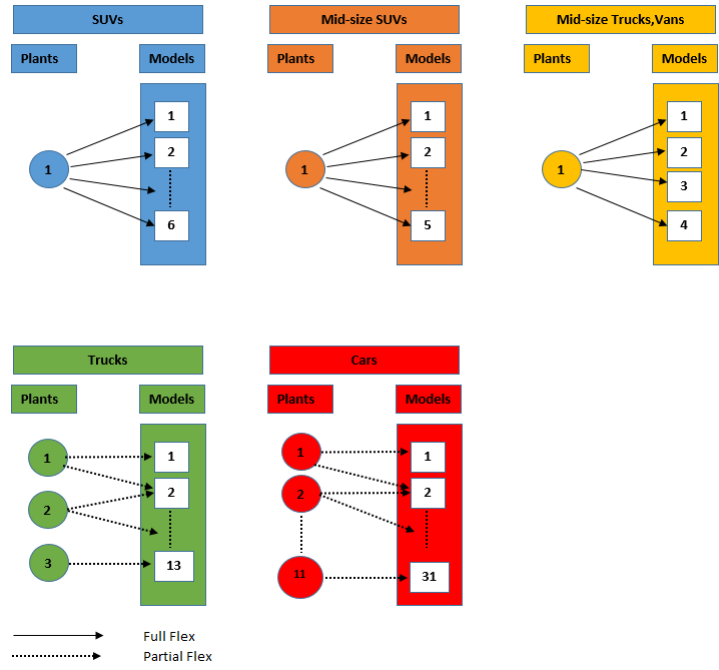 SUVs
Mid-size SUVs
Mid-size Trucks,Vans
Plants
Models
Plants
Models
Plants
Models
1
1
2
6
1
1
2
5
1
1
2
3
4
Trucks
Cars
Plants
Models
Plants
Models
1
2
3
1
2
13
1
2
11
1
2
31
Full Flex
Partial Flex